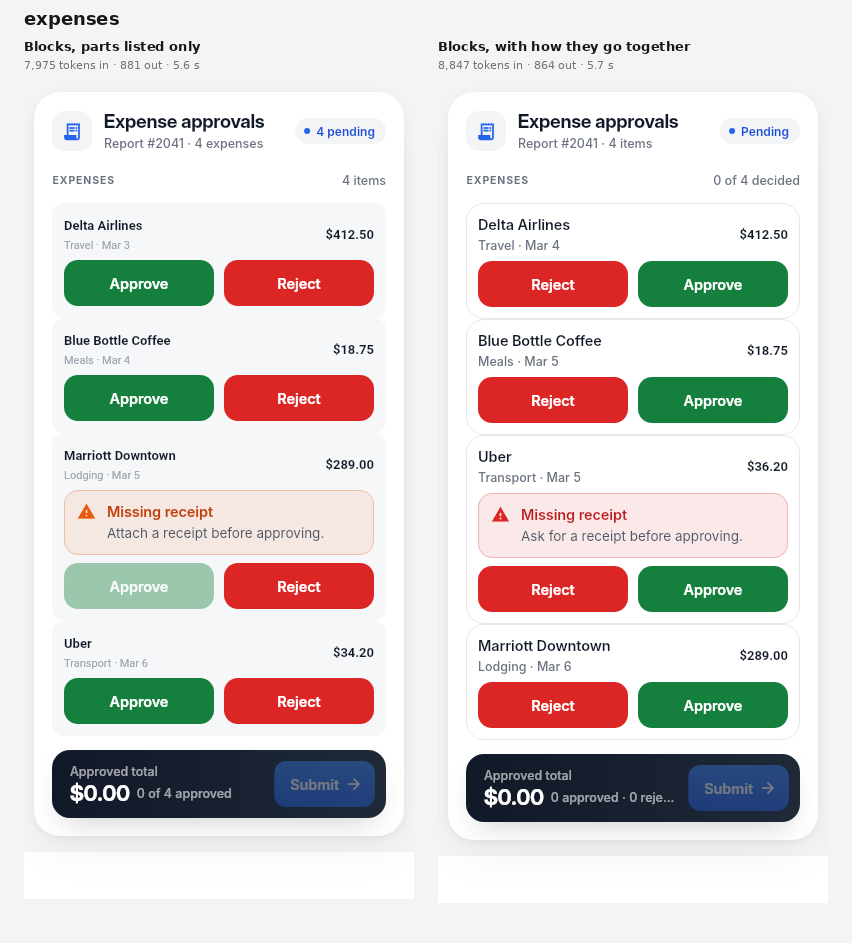 expenses
Blocks, parts listed only
7,975 tokens in · 881 out · 5.6 s
Expense approvals
Report #2041 · 4 expenses
4 pending
EXPENSES
4 items
Delta Airlines
Travel · Mar 3
$412.50
Approve
Reject
Blue Bottle Coffee
Meals · Mar 4
$18.75
Approve
Reject
Marriott Downtown
Lodging · Mar 5
$289.00
Missing receipt
Attach a receipt before approving.
Approve
Reject
Uber
Transport · Mar 6
$34.20
Approve
Reject
Approved total
$0.00 0 of 4 approved
Submit →
Blocks, with how they go together
8,847 tokens in · 864 out · 5.7 s
Expense approvals
Report #2041 · 4 items
Pending
EXPENSES
0 of 4 decided
Delta Airlines
Travel · Mar 4
$412.50
Reject
Approve
Blue Bottle Coffee
Meals · Mar 5
$18.75
Reject
Approve
Uber
Transport · Mar 5
$36.20
Missing receipt
Ask for a receipt before approving.
Reject
Approve
Marriott Downtown
Lodging · Mar 6
$289.00
Reject
Approve
Approved total
$0.00 0 approved · 0 reje...
Submit →